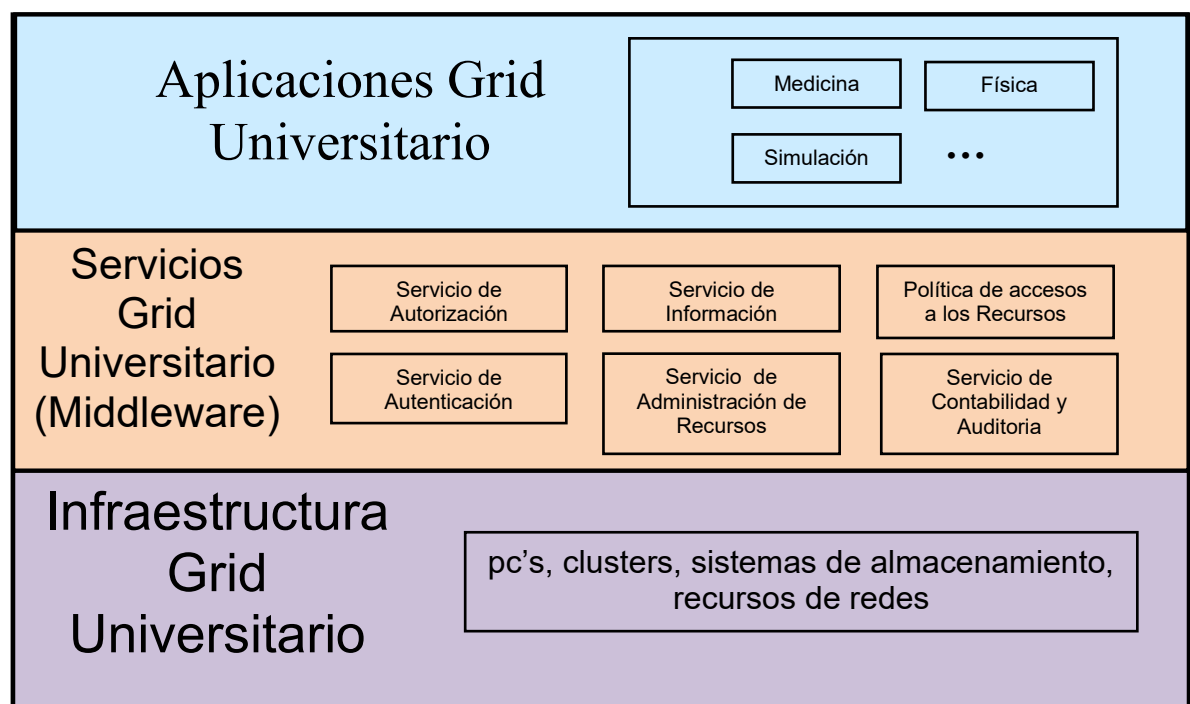 Aplicaciones Grid
Universitario
Medicina
Física
Simulación
...
Servicios
Grid
Universitario
(Middleware)
Servicio de
Autorización
Servicio de
Información
Política de accesos
a los Recursos
Servicio de
Autenticación
Servicio de
Administración de
Recursos
Servicio de
Contabilidad y
Auditoria
Infraestructura
Grid
Universitario
pc’s, clusters, sistemas de almacenamiento,
recursos de redes